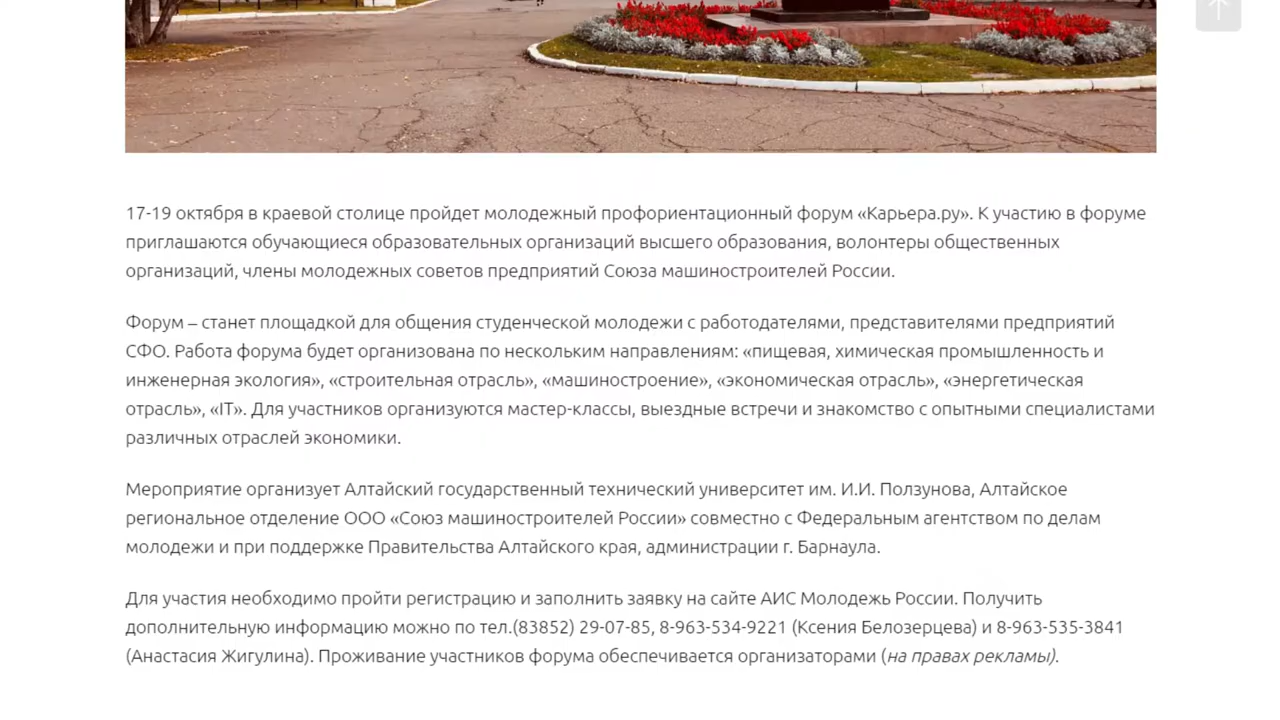 17-19 октября в краевой столице пройдет молодежный профориентационный форум «Карьера.ру». К участию в форуме
приглашаются обучающиеся образовательных организаций высшего образования, волонтеры общественных
организаций, члены молодежных советов предприятий Союза машиностроителей России.
Форум – станет площадкой для общения студенческой молодежи с работодателями, представителями предприятий
СФО. Работа форума будет организована по нескольким направлениям: «пищевая, химическая промышленность и
инженерная экология», «строительная отрасль», «машиностроение», «экономическая отрасль», «энергетическая
отрасль», «IT». Для участников организуются мастер-классы, выездные встречи и знакомство с опытными специалистами
различных отраслей экономики.
Мероприятие организует Алтайский государственный технический университет им. И.И. Ползунова, Алтайское
региональное отделение ООО «Союз машиностроителей России» совместно с Федеральным агентством по делам
молодежи и при поддержке Правительства Алтайского края, администрации г. Барнаула.
Для участия необходимо пройти регистрацию и заполнить заявку на сайте АИС Молодежь России. Получить
дополнительную информацию можно по тел.(83852) 29-07-85, 8-963-534-9221 (Ксения Белозерцева) и 8-963-535-3841
(Анастасия Жигулина). Проживание участников форума обеспечивается организаторами (на правах рекламы).